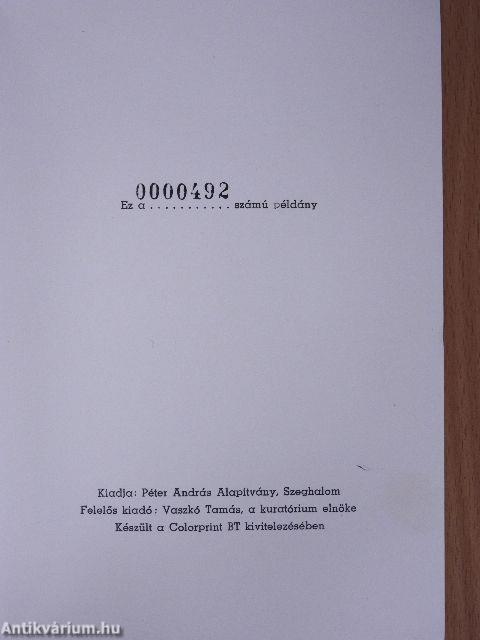 0000492
Ez a . . . . . . . . . . . számú példány
Kiadja: Péter András Alapítvány, Szeghalom
Felelős kiadó: Vaszkó Tamás, a kuratórium elnöke
Készült a Colorprint BT kivitelezésében
Antikvárium.hu